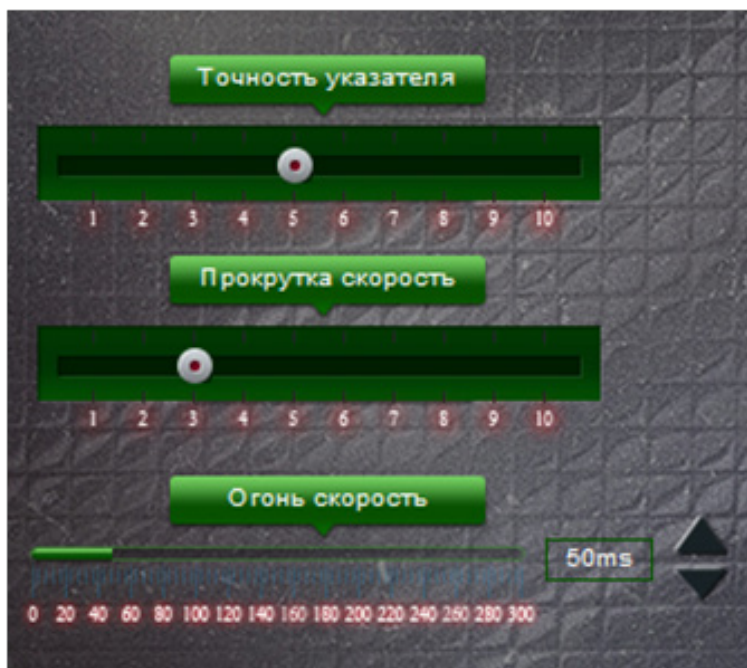 Точность указателя
1 2 3 4 5 6 7 8 9 10
Прокрутка скорость
1 2 3 4 5 6 7 8 9 10
Огонь скорость
50ms
0 20 40 60 80 100 120 140 160 180 200 220 240 260 280 300